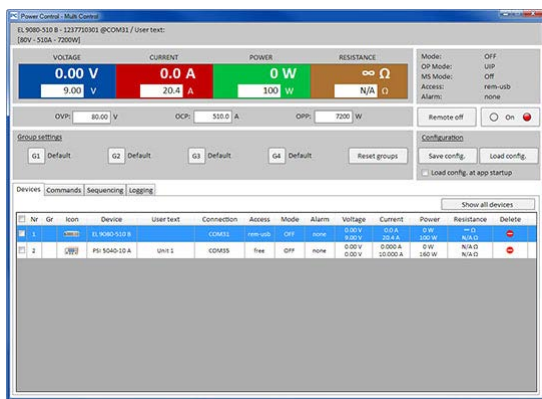 Power Control - Multi Control
EL 9080-510 B - 1237710301 @COM31 / User text:
[80V - 510A - 7200W]
VOLTAGE CURRENT POWER RESISTANCE
0.00 V 0.0 A 0 W ∞ Ω
9.00 V 20.4 A 100 W N/A Ω
Mode: OFF
OP Mode: UIP
MS Mode: Off
Access: rem-usb
Alarm: none
OVP: 80.00 V OCP: 510.0 A OPP: 7200 W
Remote off On
Group settings
G1 Default G2 Default G3 Default G4 Default Reset groups
Configuration
Save config. Load config.
Load config. at app startup
Devices Commands Sequencing Logging
Show all devices
Nr Gr Icon Device User text Connection Access Mode Alarm Voltage Current Power Resistance Delete
1 EL 9080-510 B COM31 rem-usb OFF none 0.00 V 0.0 A 0 W ∞ Ω
9.00 V 20.4 A 100 W N/A Ω
2 PSI 5040-10 A Unit 1 COM35 free OFF none 0.00 V 0.000 A 0 W N/A Ω
0.00 V 10.000 A 160 W N/A Ω